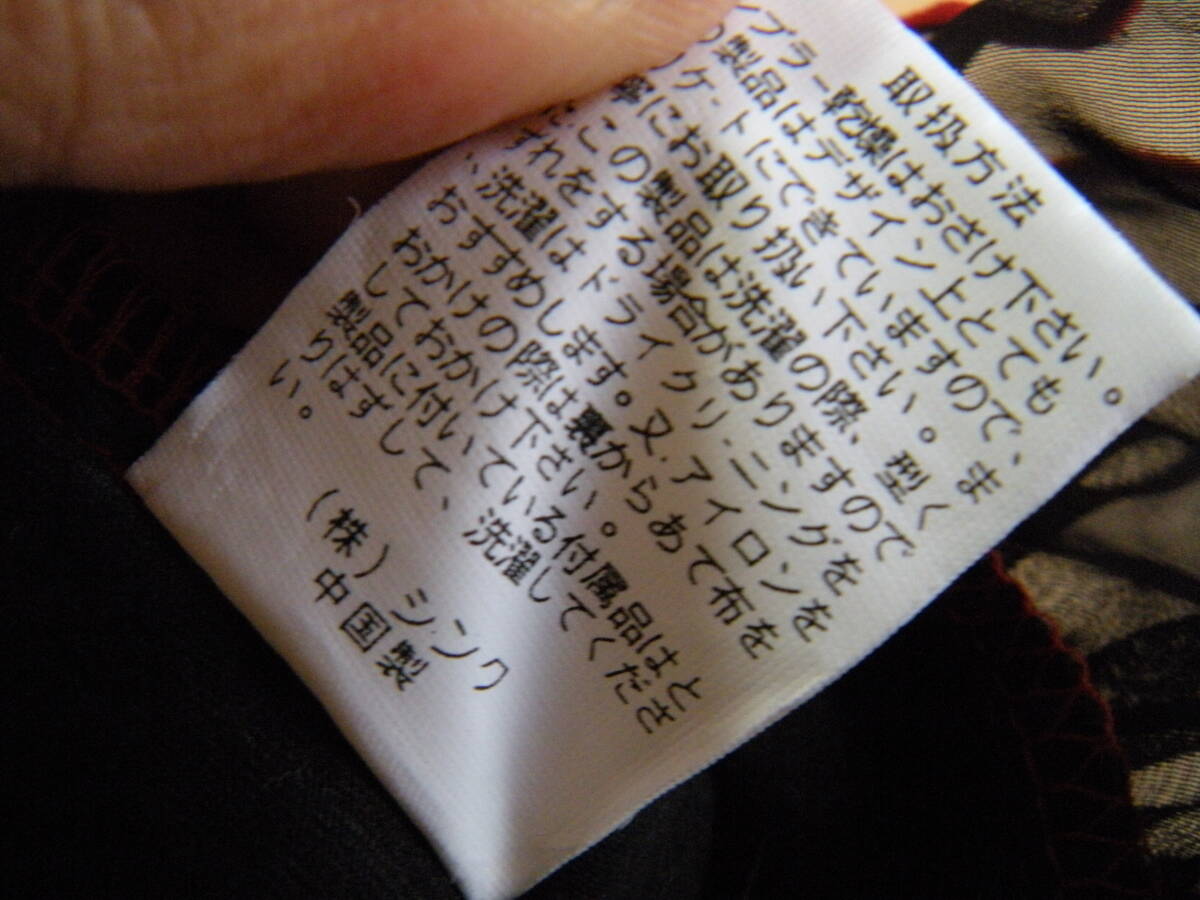 取扱方法
ンブラー乾燥はおさけ下さい。
の製品はデザイン上とても
ケートにできていますので、ま
寧にお取り扱い下さい。
この製品は洗濯の際、型く
ずれをする場合がありますので
、洗濯はドライクリーニングを
おすすめします。又、アイロンを
おかけの際は裏からあて布を
しておかけ下さい。
製品に付いている付属品はと
りはずして、洗濯してくださ
い。
(株)シンク
中国製